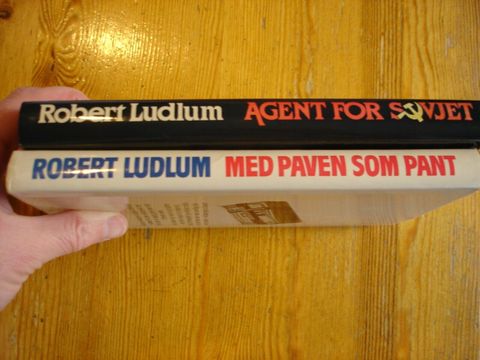 Robert Ludlum AGENT FOR SOVJET
ROBERT LUDLUM MED PAVEN SOM PANT